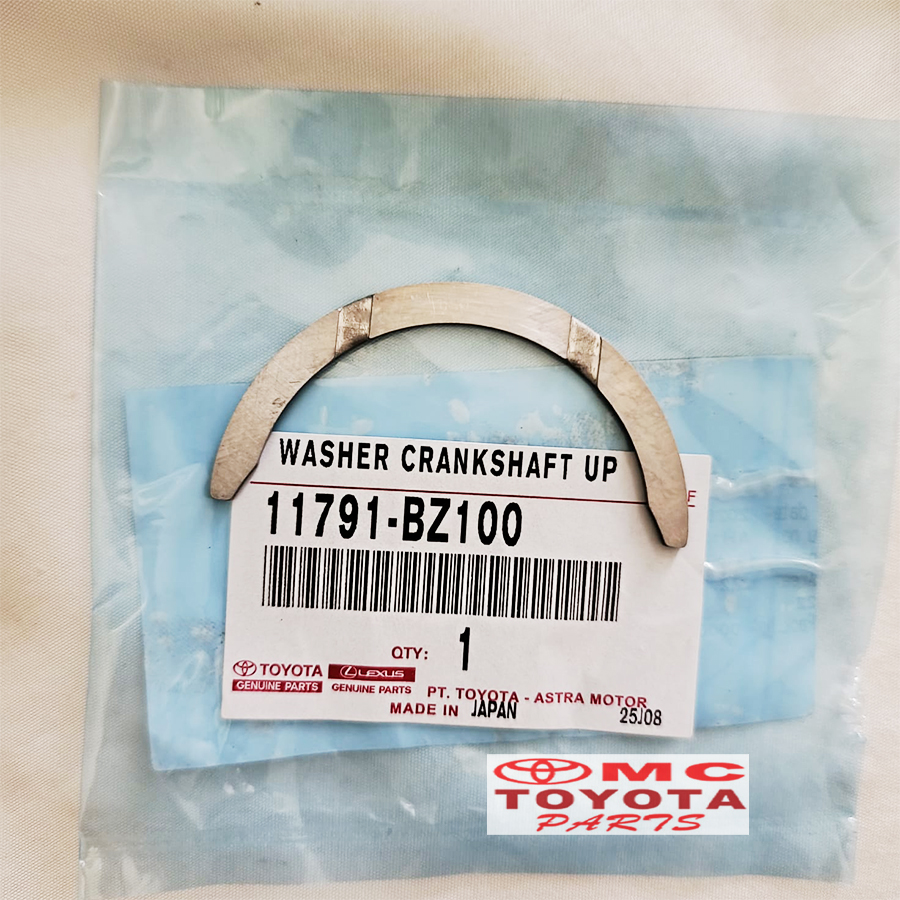 WASHER CRANKSHAFT UP
11791-BZ100
QTY: 1
TOYOTA
GENUINE PARTS
LEXUS
GENUINE PARTS
PT. TOYOTA - ASTRA MOTOR
MADE IN JAPAN
25J08
MC
TOYOTA
PARTS